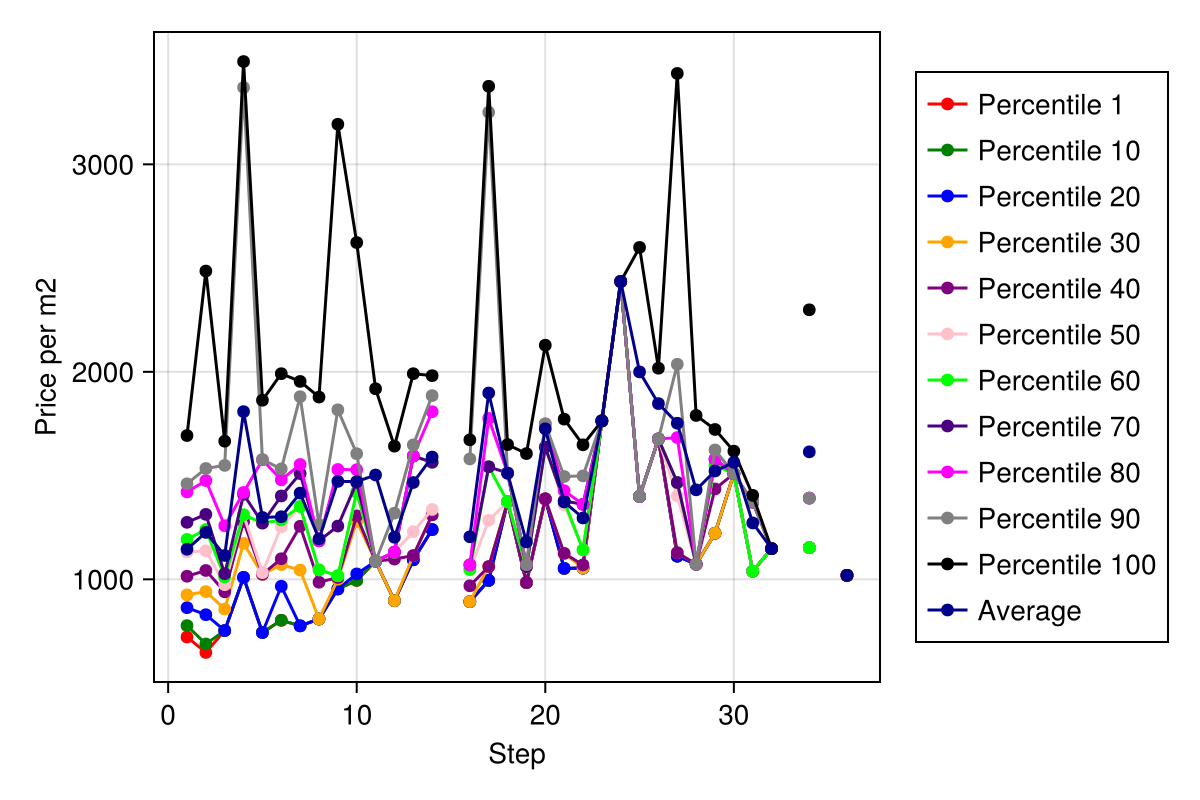 3000
2000
1000
Price per m2
0
10
20
30
Step
Percentile 1
Percentile 10
Percentile 20
Percentile 30
Percentile 40
Percentile 50
Percentile 60
Percentile 70
Percentile 80
Percentile 90
Percentile 100
Average